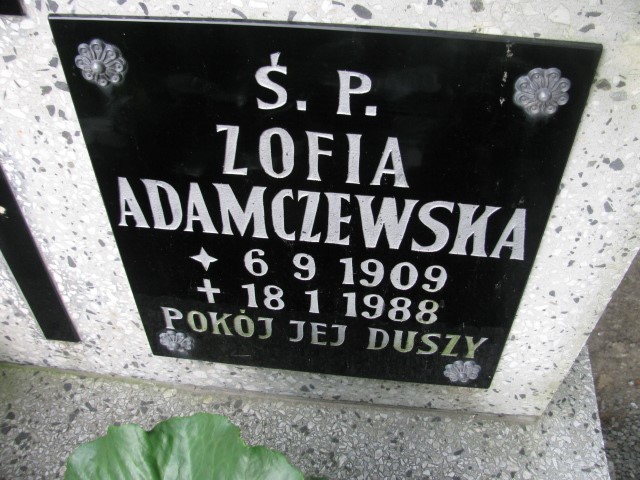 Ś. P.
ZOFIA
ADAMCZEWSKA
✦ 6 9 1909
✝ 18 1 1988
POKÓJ JEJ DUSZY